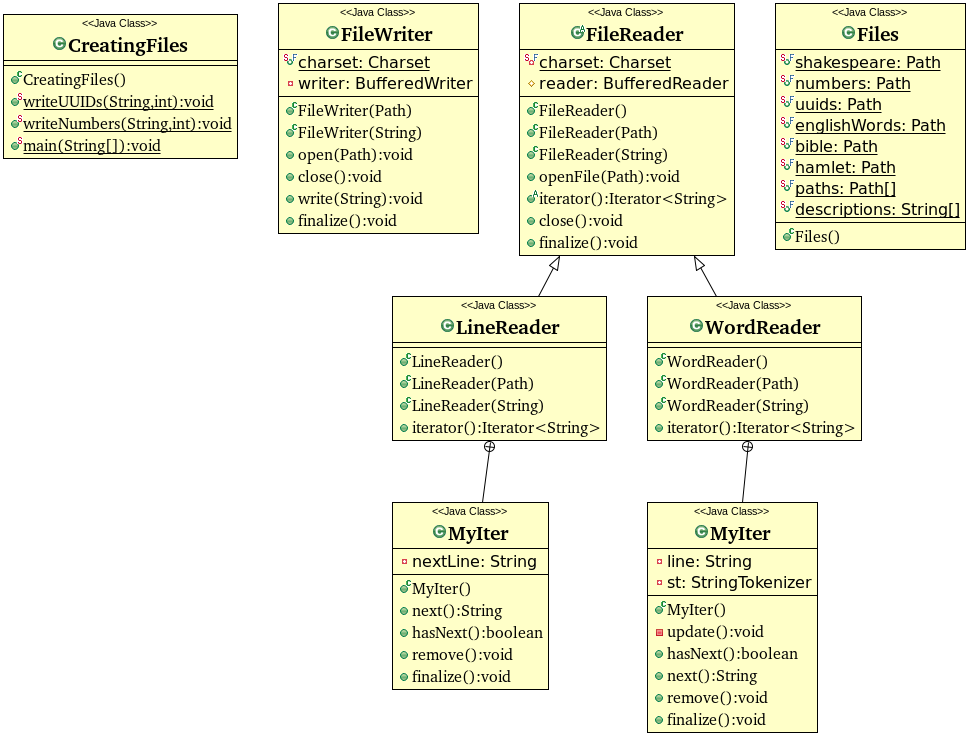 <<Java Class>>
CreatingFiles
CreatingFiles()
writeUUIDs(String,int):void
writeNumbers(String,int):void
main(String[]):void
<<Java Class>>
FileWriter
charset: Charset
writer: BufferedWriter
FileWriter(Path)
FileWriter(String)
open(Path):void
close():void
write(String):void
finalize():void
<<Java Class>>
FileReader
charset: Charset
reader: BufferedReader
FileReader()
FileReader(Path)
FileReader(String)
openFile(Path):void
iterator():Iterator<String>
close():void
finalize():void
<<Java Class>>
Files
shakespeare: Path
numbers: Path
uuids: Path
englishWords: Path
bible: Path
hamlet: Path
paths: Path[]
descriptions: String[]
Files()
<<Java Class>>
LineReader
LineReader()
LineReader(Path)
LineReader(String)
iterator():Iterator<String>
<<Java Class>>
WordReader
WordReader()
WordReader(Path)
WordReader(String)
iterator():Iterator<String>
<<Java Class>>
MyIter
nextLine: String
MyIter()
next():String
hasNext():boolean
remove():void
finalize():void
<<Java Class>>
MyIter
line: String
st: StringTokenizer
MyIter()
update():void
hasNext():boolean
next():String
remove():void
finalize():void